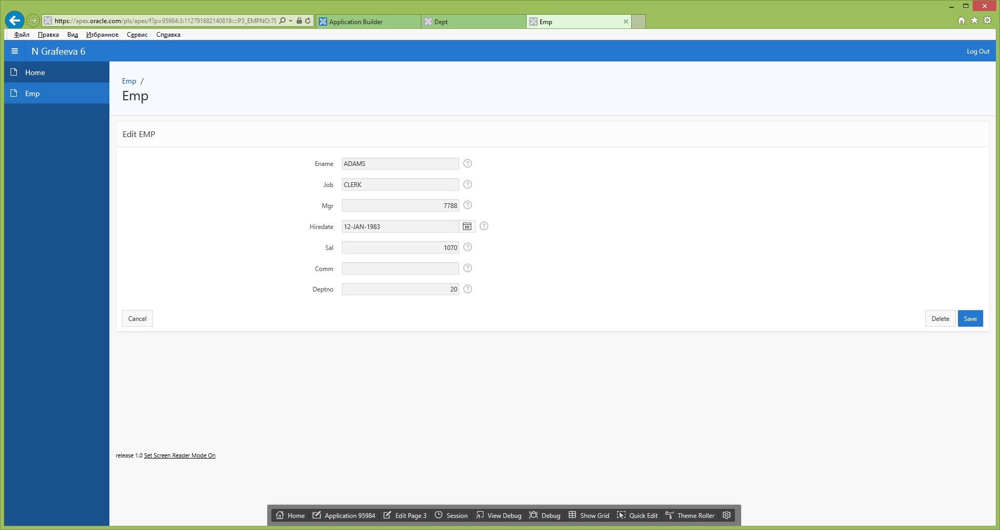 https://apex.oracle.com/pls/apex/f?p=95984:3:112791682140819::::P3_EMPNO:78
Application Builder
Dept
Emp
Файл Правка Вид Избранное Сервис Справка
N Grafeeva 6
Log Out
Home
Emp
Emp /
Emp
Edit EMP
Ename ADAMS ?
Job CLERK ?
Mgr 7788 ?
Hiredate 12-JAN-1983 ?
Sal 1070 ?
Comm ?
Deptno 20 ?
Cancel Delete Save
release 1.0 Set Screen Reader Mode On
Home Application 95984 Edit Page 3 Session View Debug Debug Show Grid Quick Edit Theme Roller